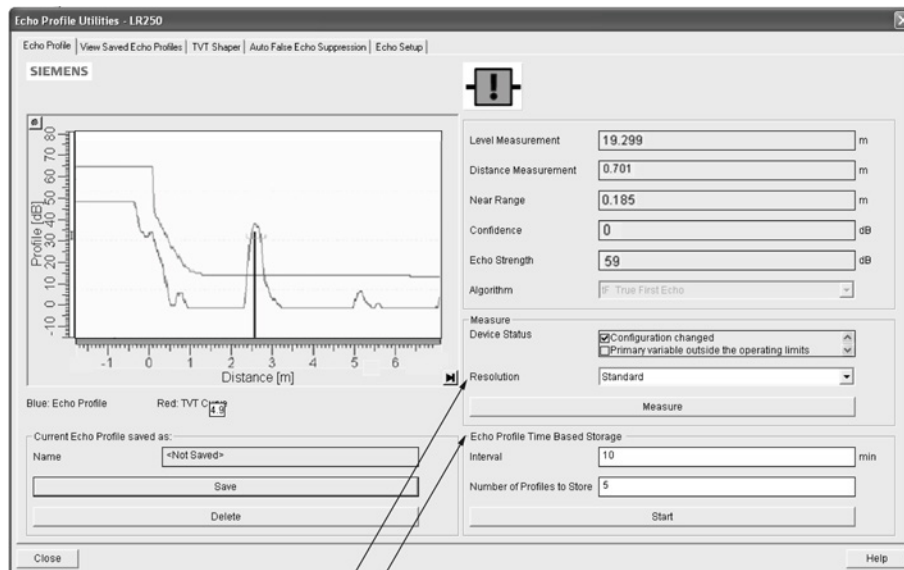 Echo Profile Utilities - LR250
Echo Profile
View Saved Echo Profiles
TVT Shaper
Auto False Echo Suppression
Echo Setup
SIEMENS
!
80
70
60
50
40
30
20
10
0
-10
Profile [dB]
-1 0 1 2 3 4 5 6
Distance [m]
Blue: Echo Profile
Red: TVT Curve
4.9
Current Echo Profile saved as:
Name
<Not Saved>
Save
Delete
Close
Level Measurement 19.299 m
Distance Measurement 0.701 m
Near Range 0.185 m
Confidence 0 dB
Echo Strength 59 dB
Algorithm tF True First Echo
Measure
Device Status
Configuration changed
Primary variable outside the operating limits
Resolution Standard
Measure
Echo Profile Time Based Storage
Interval 10 min
Number of Profiles to Store 5
Start
Help